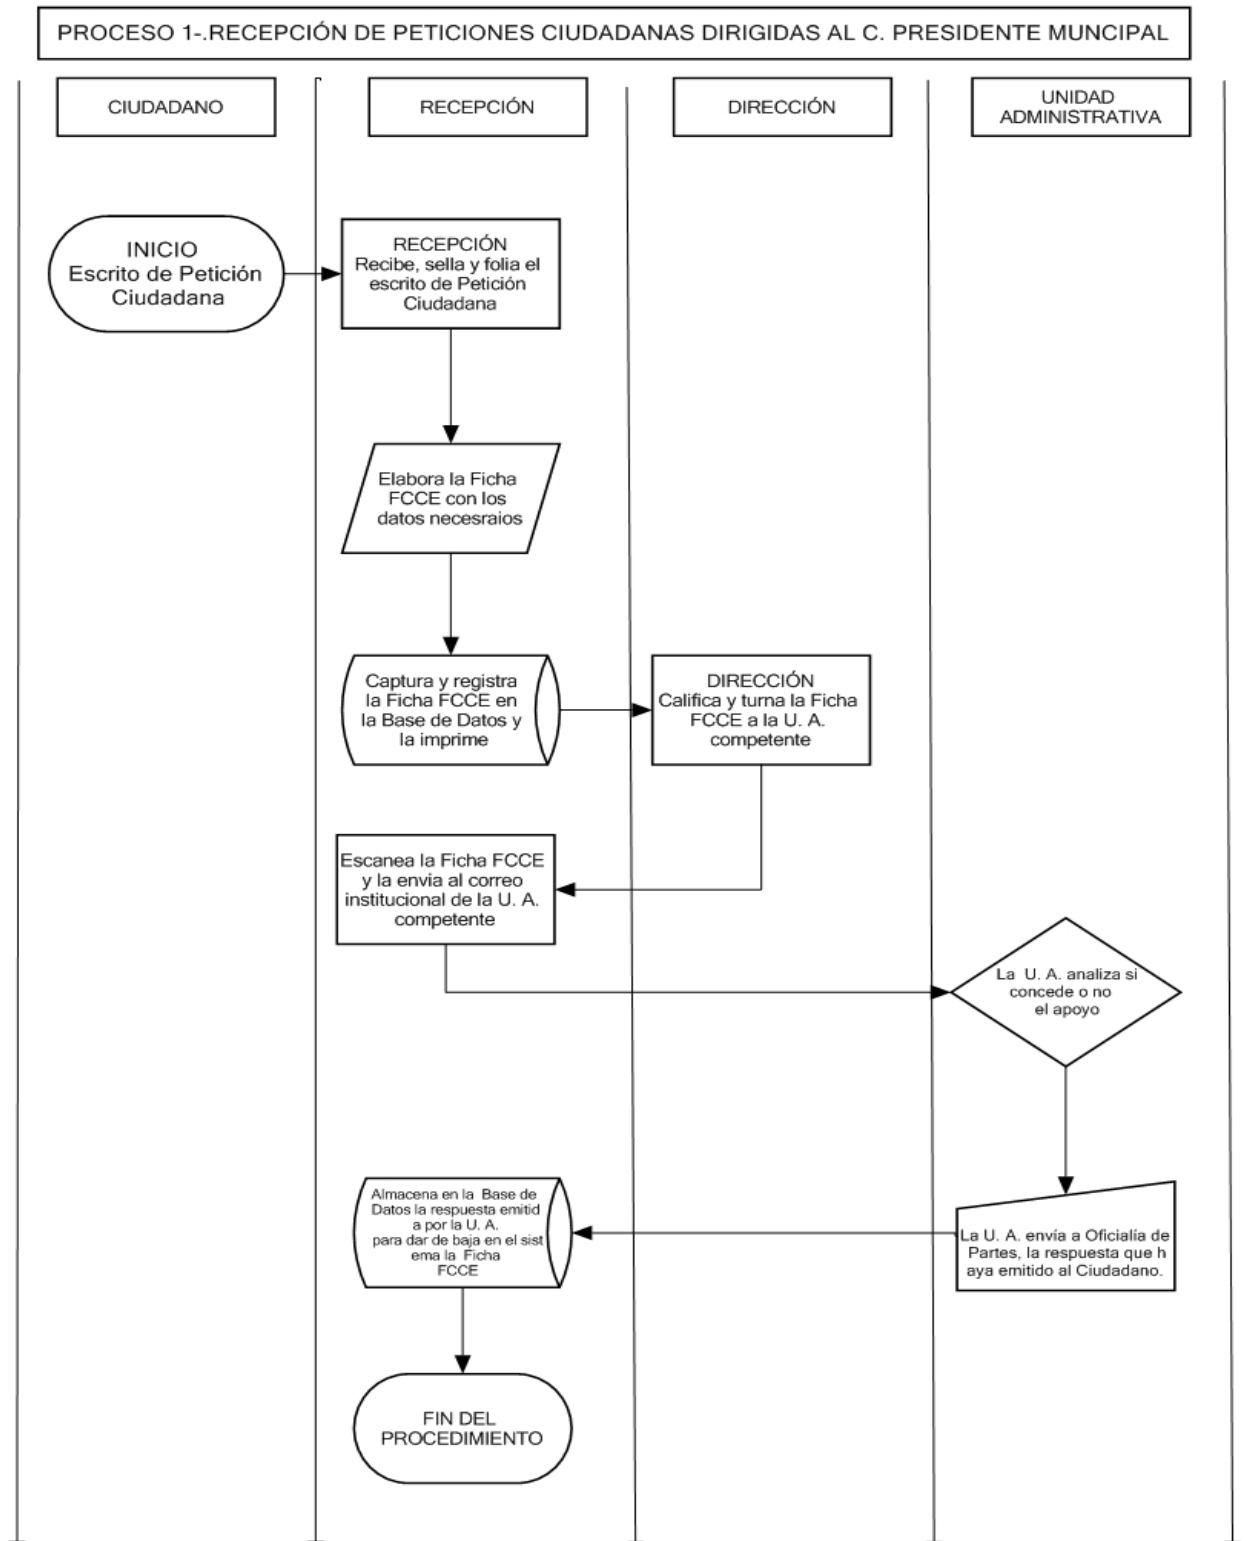 PROCESO 1-.RECEPCIÓN DE PETICIONES CIUDADANAS DIRIGIDAS AL C. PRESIDENTE MUNCIPAL
CIUDADANO
RECEPCIÓN
DIRECCIÓN
UNIDAD
ADMINISTRATIVA
INICIO
Escrito de Petición
Ciudadana
RECEPCIÓN
Recibe, sella y folia el
escrito de Petición
Ciudadana
Elabora la Ficha
FCCE con los
datos necesraios
Captura y registra
la Ficha FCCE en
la Base de Datos y
la imprime
DIRECCIÓN
Califica y turna la Ficha
FCCE a la U. A.
competente
Escanea la Ficha FCCE
y la envia al correo
institucional de la U. A.
competente
La U. A. analiza si
concede o no
el apoyo
La U. A. envía a Oficialía de
Partes, la respuesta que h
aya emitido al Ciudadano.
Almacena en la Base de
Datos la respuesta emitid
a por la U. A.
para dar de baja en el sist
ema la Ficha
FCCE
FIN DEL
PROCEDIMIENTO